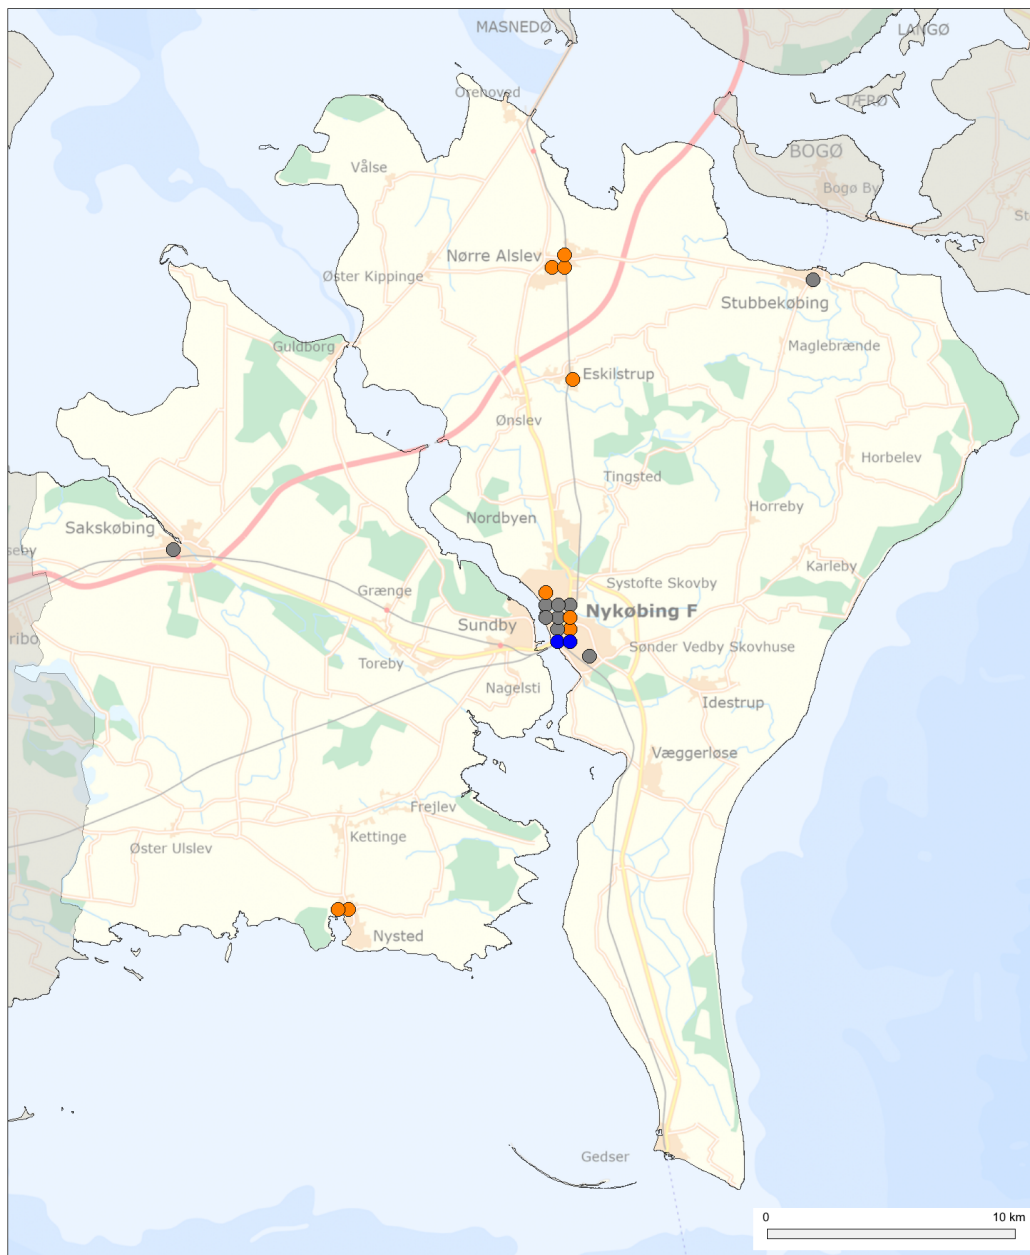 MASNEDØ
LANGØ
Orehoved
TÆRØ
BOGØ
Vålse
Bogø By
St
Nørre Alslev
Øster Kippinge
Stubbekøbing
Guldborg
Maglebrænde
Eskilstrup
Ønslev
Horbelev
Tingsted
Nordbyen
Horreby
Sakskøbing
seby
Karleby
Systofte Skovby
Grænge
Nykøbing F
Sundby
ribo
Sønder Vedby Skovhuse
Toreby
Nagelsti
Idestrup
Væggerløse
Frejlev
Kettinge
Øster Ulslev
Nysted
Gedser
0 10 km